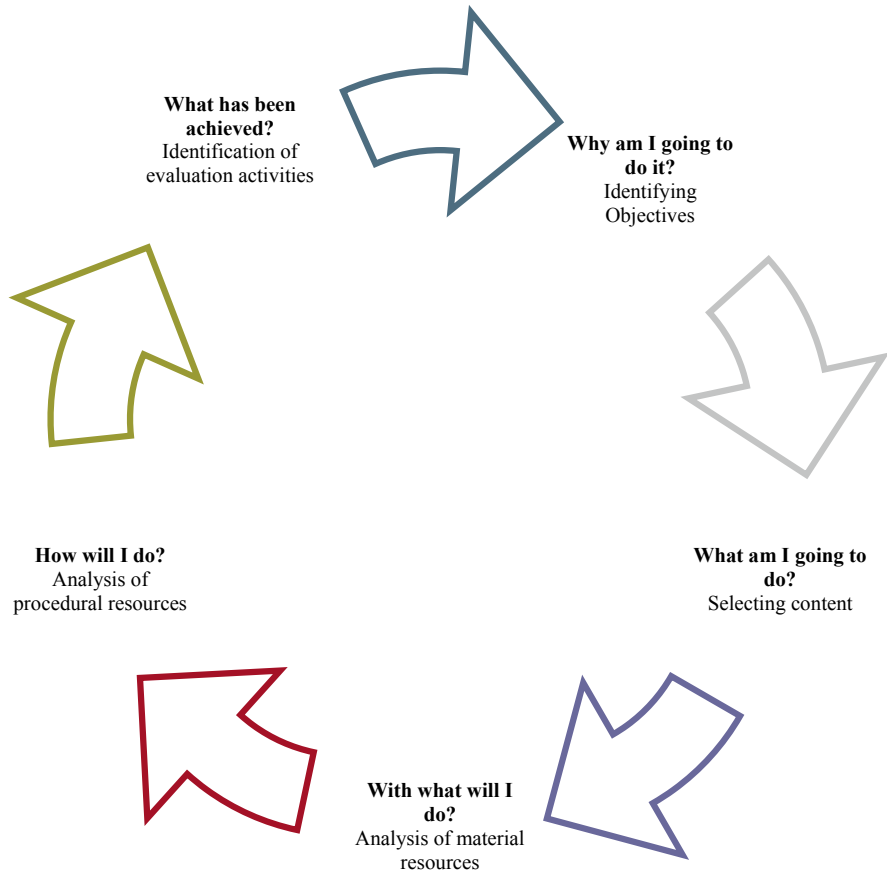 What has been
achieved?
Identification of
evaluation activities
Why am I going to
do it?
Identifying
Objectives
What am I going to
do?
Selecting content
With what will I
do?
Analysis of material
resources
How will I do?
Analysis of
procedural resources